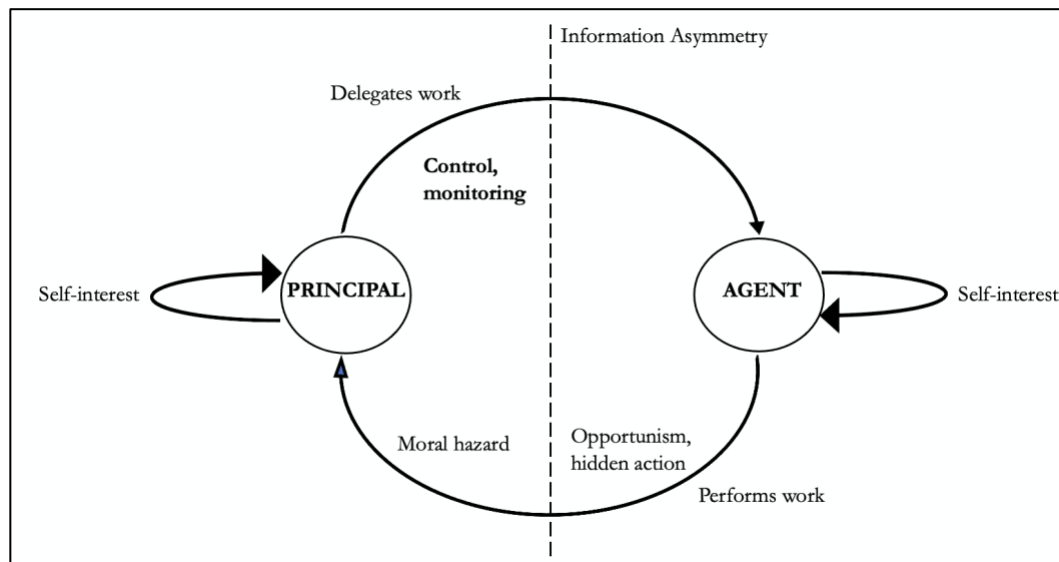 Information Asymmetry
Delegates work
Control,
monitoring
Self-interest
PRINCIPAL
AGENT
Self-interest
Moral hazard
Opportunism,
hidden action
Performs work